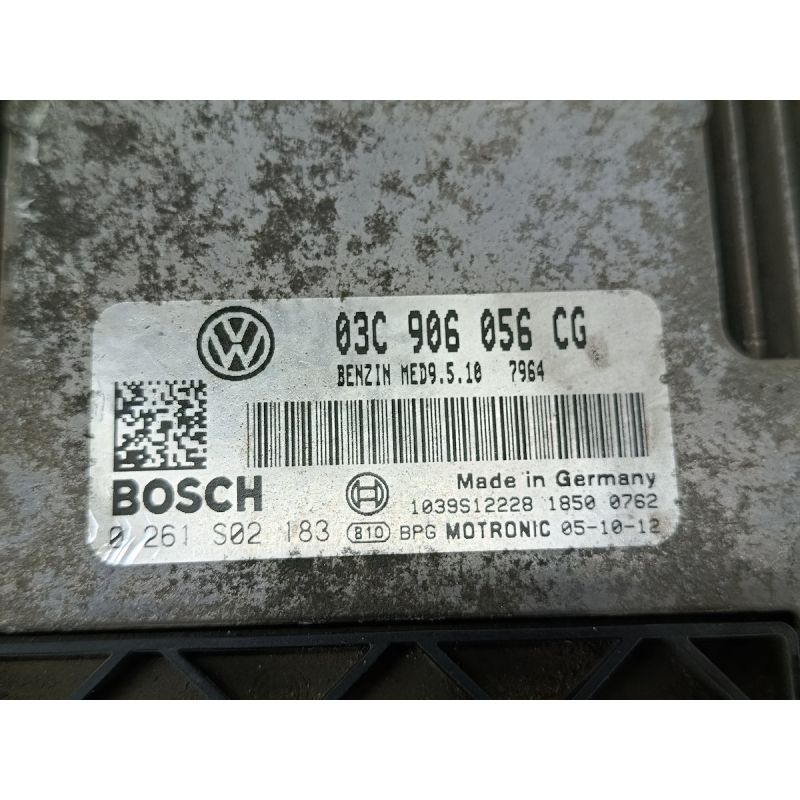 03C 906 056 CG
BENZIN MED9.5.10 7964
BOSCH
Made in Germany
1039S12228 1850 0762
0 261 S02 183 B10 BPG MOTRONIC 05-10-12